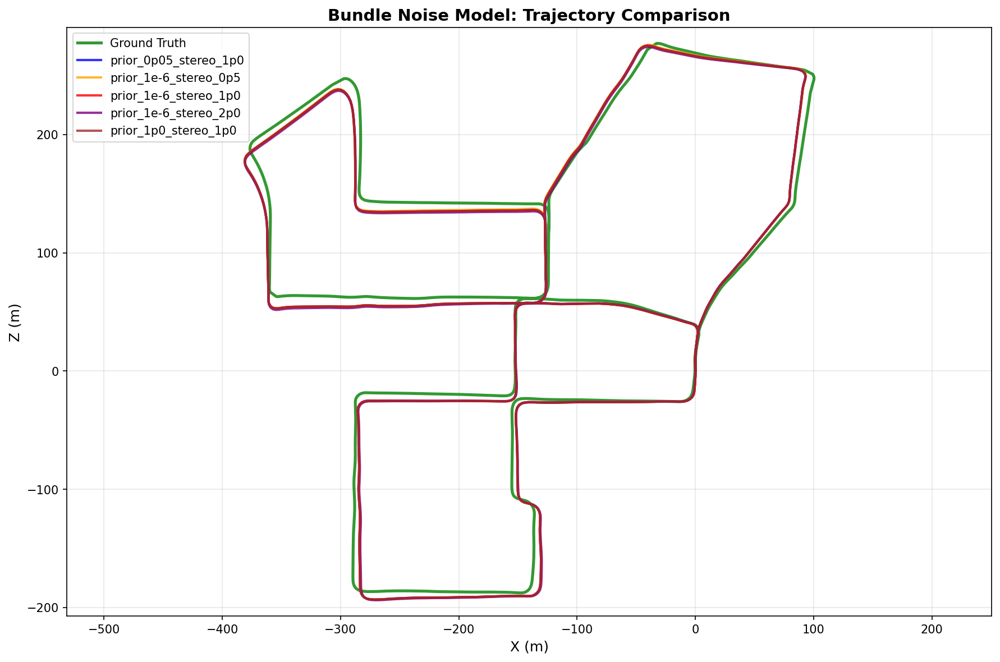 Bundle Noise Model: Trajectory Comparison
Ground Truth
prior_0p05_stereo_1p0
prior_1e-6_stereo_0p5
prior_1e-6_stereo_1p0
prior_1e-6_stereo_2p0
prior_1p0_stereo_1p0
200
100
0
−100
−200
Z (m)
−500
−400
−300
−200
−100
0
100
200
X (m)